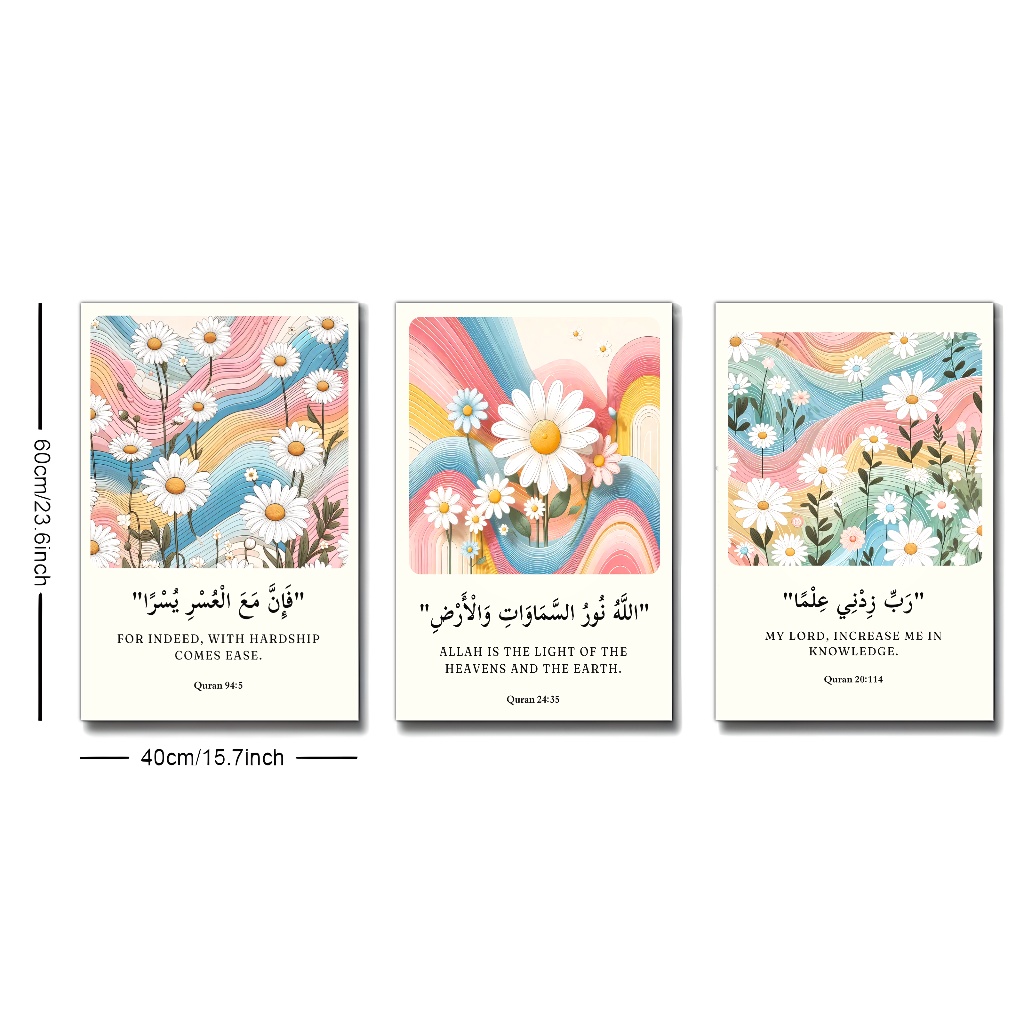 60cm/23.6inch
"فَإِنَّ مَعَ الْعُسْرِ يُسْرًا"
FOR INDEED, WITH HARDSHIP
COMES EASE.
Quran 94:5
"اللَّهُ نُورُ السَّمَاوَاتِ وَالْأَرْضِ"
ALLAH IS THE LIGHT OF THE
HEAVENS AND THE EARTH.
Quran 24:35
"رَبِّ زِدْنِي عِلْمًا"
MY LORD, INCREASE ME IN
KNOWLEDGE.
Quran 20:114
40cm/15.7inch